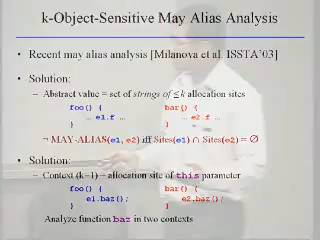 k-Object-Sensitive May Alias Analysis
• Recent may alias analysis [Milanova et al. ISSTA'03]
• Solution:
– Abstract value = set of strings of ≤ k allocation sites
foo() { bar() {
… e1.f … … e2.f …
} }
¬ MAY-ALIAS(e1, e2) iff Sites(e1) ∩ Sites(e2) = ∅
• Solution:
– Context (k=1) = allocation site of this parameter
foo() { bar() {
e1.baz(); e2.baz();
} }
Analyze function baz in two contexts